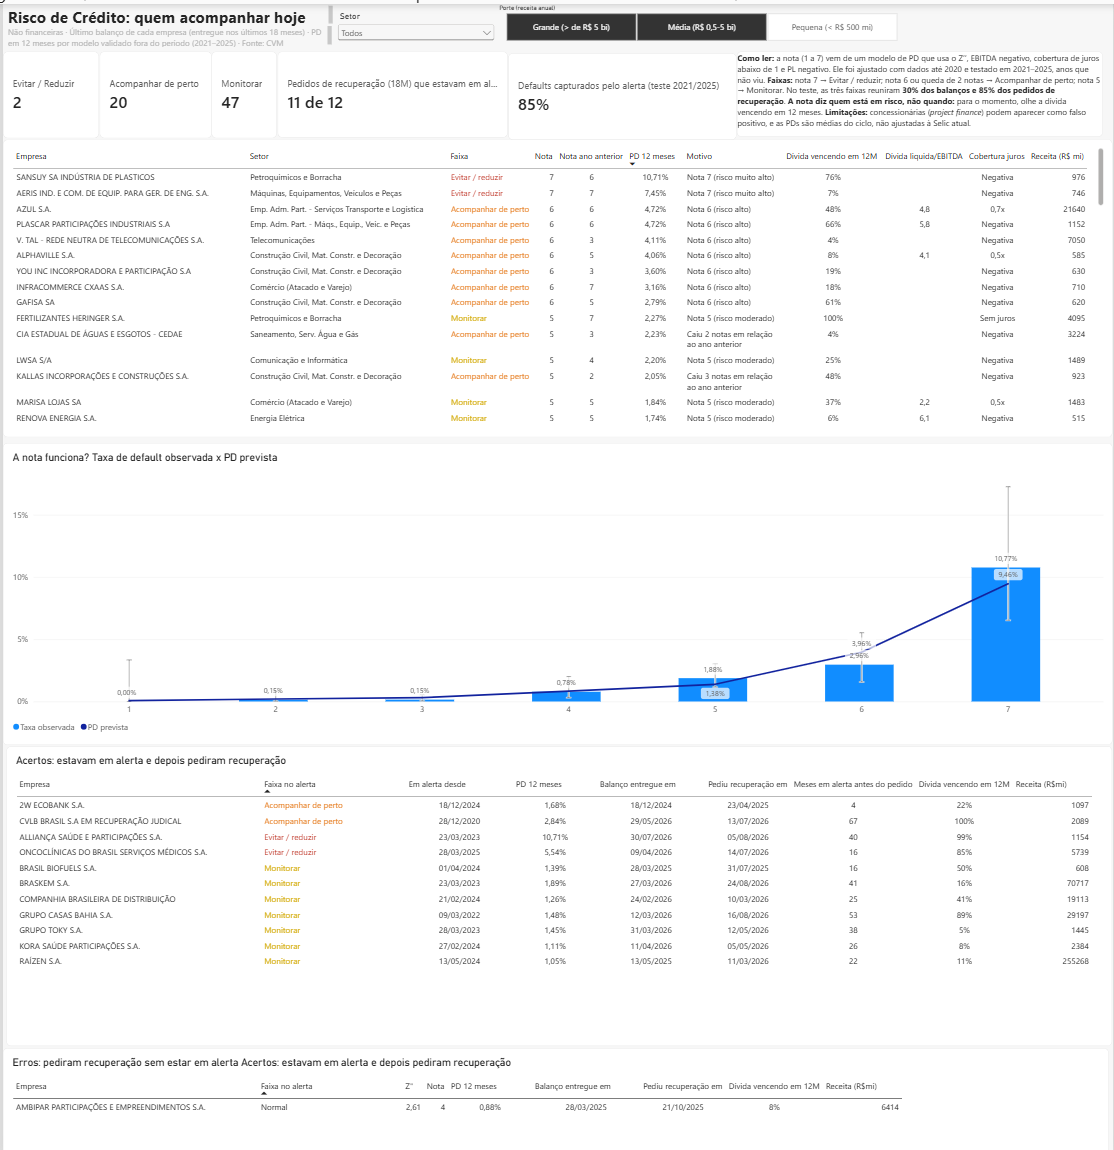 Risco de Crédito: quem acompanhar hoje
Não financeiras · Último balanço de cada empresa (entregue nos últimos 18 meses) · PD
em 12 meses por modelo validado fora do período (2021–2025) · Fonte: CVM
Setor
Todos
Porte (receita anual)
Grande (> de R$ 5 bi)
Média (R$ 0,5-5 bi)
Pequena (< R$ 500 mi)
Evitar / Reduzir
2
Acompanhar de perto
20
Monitorar
47
Pedidos de recuperação (18M) que estavam em al...
11 de 12
Defaults capturados pelo alerta (teste 2021/2025)
85%
Como ler: a nota (1 a 7) vem de um modelo de PD que usa o Z'', EBITDA negativo, cobertura de juros
abaixo de 1 e PL negativo. Ele foi ajustado com dados até 2020 e testado em 2021–2025, anos que
não viu. Faixas: nota 7 → Evitar / reduzir; nota 6 ou queda de 2 notas → Acompanhar de perto; nota 5
→ Monitorar. No teste, as três faixas reuniram 30% dos balanços e 85% dos pedidos de
recuperação. A nota diz quem está em risco, não quando: para o momento, olhe a dívida
vencendo em 12 meses. Limitações: concessionárias (project finance) podem aparecer como falso
positivo, e as PDs são médias do ciclo, não ajustadas à Selic atual.
Empresa Setor Faixa Nota Nota ano anterior PD 12 meses Motivo Dívida vencendo em 12M Dívida líquida/EBITDA Cobertura juros Receita (R$ mi)
SANSUY SA INDÚSTRIA DE PLASTICOS Petroquímicos e Borracha Evitar / reduzir 7 6 10,71% Nota 7 (risco muito alto) 76% Negativa 976
AERIS IND. E COM. DE EQUIP. PARA GER. DE ENG. S.A. Máquinas, Equipamentos, Veículos e Peças Evitar / reduzir 7 7 7,45% Nota 7 (risco muito alto) 7% Negativa 746
AZUL S.A. Emp. Adm. Part. - Serviços Transporte e Logística Acompanhar de perto 6 6 4,72% Nota 6 (risco alto) 48% 4,8 0,7x 21640
PLASCAR PARTICIPAÇÕES INDUSTRIAIS S.A Emp. Adm. Part. - Máqs., Equip., Veíc. e Peças Acompanhar de perto 6 6 4,72% Nota 6 (risco alto) 66% 5,8 Negativa 1152
V. TAL - REDE NEUTRA DE TELECOMUNICAÇÕES S.A. Telecomunicações Acompanhar de perto 6 3 4,11% Nota 6 (risco alto) 4% Negativa 7050
ALPHAVILLE S.A. Construção Civil, Mat. Constr. e Decoração Acompanhar de perto 6 5 4,06% Nota 6 (risco alto) 8% 4,1 0,5x 585
YOU INC INCORPORADORA E PARTICIPAÇÃO S.A Construção Civil, Mat. Constr. e Decoração Acompanhar de perto 6 3 3,60% Nota 6 (risco alto) 19% Negativa 630
INFRACOMMERCE CXAAS S.A. Comércio (Atacado e Varejo) Acompanhar de perto 6 7 3,16% Nota 6 (risco alto) 18% Negativa 710
GAFISA SA Construção Civil, Mat. Constr. e Decoração Acompanhar de perto 6 5 2,79% Nota 6 (risco alto) 61% Negativa 620
FERTILIZANTES HERINGER S.A. Petroquímicos e Borracha Monitorar 5 7 2,27% Nota 5 (risco moderado) 100% Sem juros 4095
CIA ESTADUAL DE ÁGUAS E ESGOTOS - CEDAE Saneamento, Serv. Água e Gás Acompanhar de perto 5 3 2,23% Caiu 2 notas em relação 4% Negativa 3224
ao ano anterior
LWSA S/A Comunicação e Informática Monitorar 5 4 2,20% Nota 5 (risco moderado) 25% Negativa 1489
KALLAS INCORPORAÇÕES E CONSTRUÇÕES S.A. Construção Civil, Mat. Constr. e Decoração Acompanhar de perto 5 2 2,05% Caiu 3 notas em relação 48% Negativa 923
ao ano anterior
MARISA LOJAS SA Comércio (Atacado e Varejo) Monitorar 5 5 1,84% Nota 5 (risco moderado) 37% 2,2 0,5x 1483
RENOVA ENERGIA S.A. Energia Elétrica Monitorar 5 5 1,74% Nota 5 (risco moderado) 6% 6,1 Negativa 515
A nota funciona? Taxa de default observada x PD prevista
15%
10%
5%
0%
0,00%
0,15%
0,15%
0,78%
1,88%
1,38%
3,96%
2,96%
10,77%
9,46%
1 2 3 4 5 6 7
Taxa observada PD prevista
Acertos: estavam em alerta e depois pediram recuperação
Empresa Faixa no alerta Em alerta desde PD 12 meses Balanço entregue em Pediu recuperação em Meses em alerta antes do pedido Dívida vencendo em 12M Receita (R$mi)
2W ECOBANK S.A. Acompanhar de perto 18/12/2024 1,68% 18/12/2024 23/04/2025 4 22% 1097
CVLB BRASIL S.A EM RECUPERAÇÃO JUDICAL Acompanhar de perto 28/12/2020 2,84% 29/05/2026 13/07/2026 67 100% 2089
ALLIANÇA SAÚDE E PARTICIPAÇÕES S.A. Evitar / reduzir 23/03/2023 10,71% 30/07/2026 05/08/2026 40 99% 1154
ONCOCLÍNICAS DO BRASIL SERVIÇOS MÉDICOS S.A. Evitar / reduzir 28/03/2025 5,54% 09/04/2026 14/07/2026 16 85% 5739
BRASIL BIOFUELS S.A. Monitorar 01/04/2024 1,39% 28/03/2025 31/07/2025 16 50% 608
BRASKEM S.A. Monitorar 23/03/2023 1,89% 27/03/2026 24/08/2026 41 16% 70717
COMPANHIA BRASILEIRA DE DISTRIBUIÇÃO Monitorar 21/02/2024 1,26% 24/02/2026 10/03/2026 25 41% 19113
GRUPO CASAS BAHIA S.A. Monitorar 09/03/2022 1,48% 12/03/2026 16/08/2026 53 89% 29197
GRUPO TOKY S.A. Monitorar 28/03/2023 1,45% 31/03/2026 12/05/2026 38 5% 1445
KORA SAÚDE PARTICIPAÇÕES S.A. Monitorar 27/02/2024 1,11% 11/04/2026 05/05/2026 26 8% 2384
RAÍZEN S.A. Monitorar 13/05/2024 1,05% 13/05/2025 11/03/2026 22 11% 255268
Erros: pediram recuperação sem estar em alerta Acertos: estavam em alerta e depois pediram recuperação
Empresa Faixa no alerta Z'' Nota PD 12 meses Balanço entregue em Pediu recuperação em Dívida vencendo em 12M Receita (R$mi)
AMBIPAR PARTICIPAÇÕES E EMPREENDIMENTOS S.A. Normal 2,61 4 0,88% 28/03/2025 21/10/2025 8% 6414